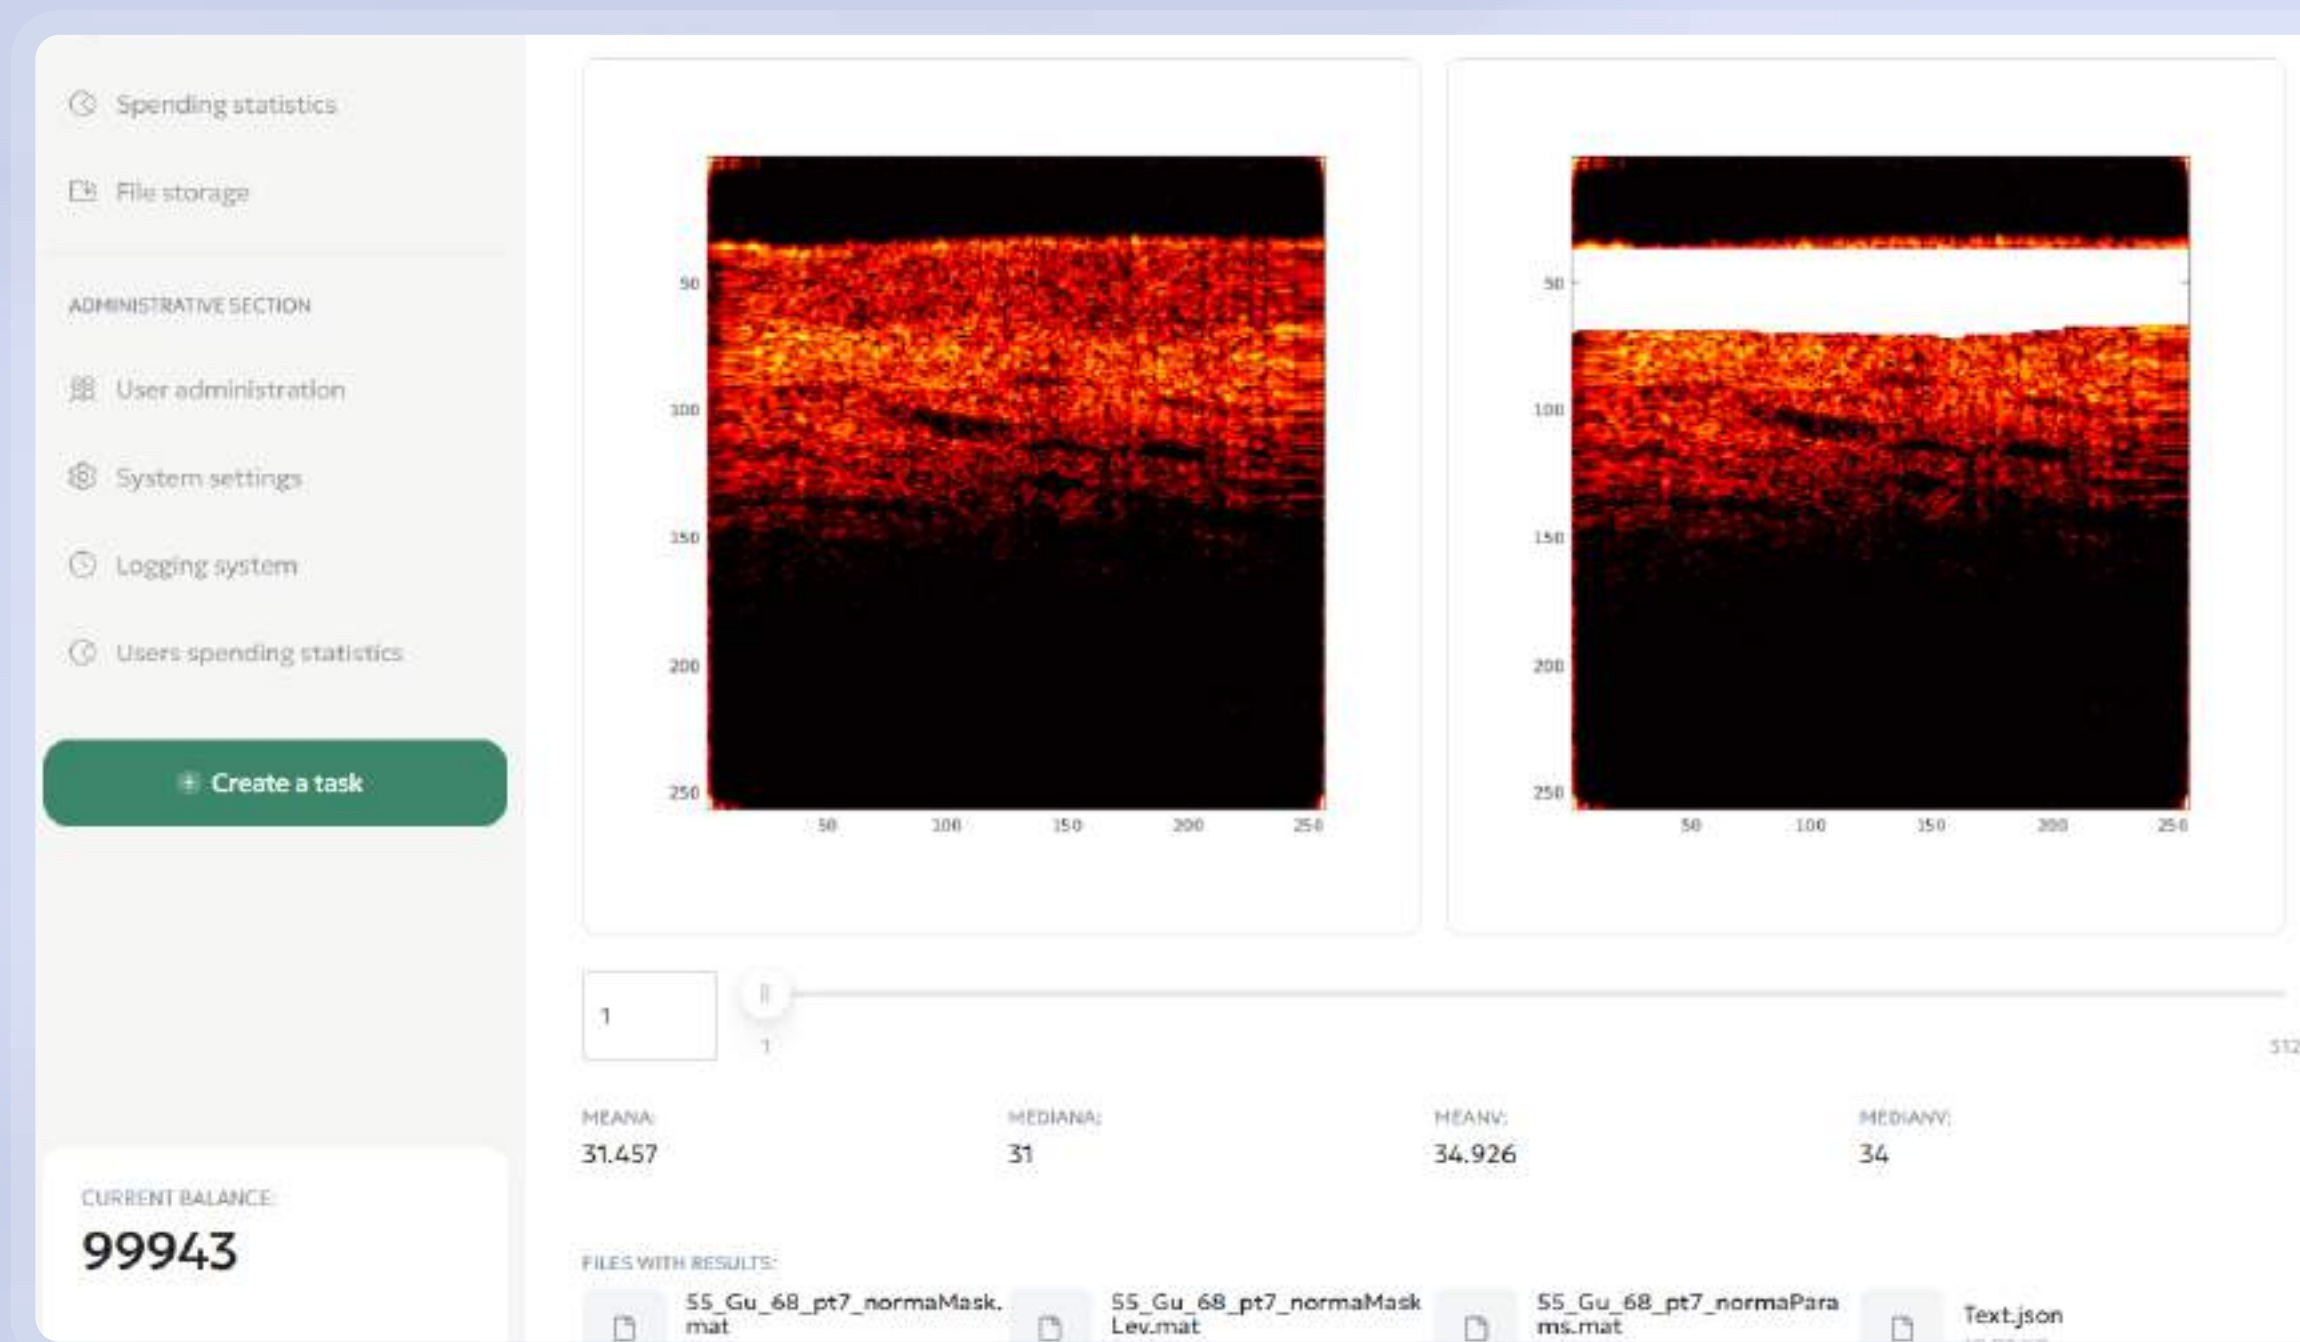 Spending statistics
File storage
ADMINISTRATIVE SECTION
User administration
System settings
Logging system
Users spending statistics
+ Create a task
CURRENT BALANCE:
99943
50
100
150
200
250
50
100
150
200
250
50
100
150
200
250
50
100
150
200
250
1
1
512
MEANA:
31.457
MEDIANA:
31
MEANV:
34.926
MEDIANV:
34
FILES WITH RESULTS:
55_Gu_68_pt7_normaMask.
mat
55_Gu_68_pt7_normaMask
Lev.mat
55_Gu_68_pt7_normaPara
ms.mat
Text.json